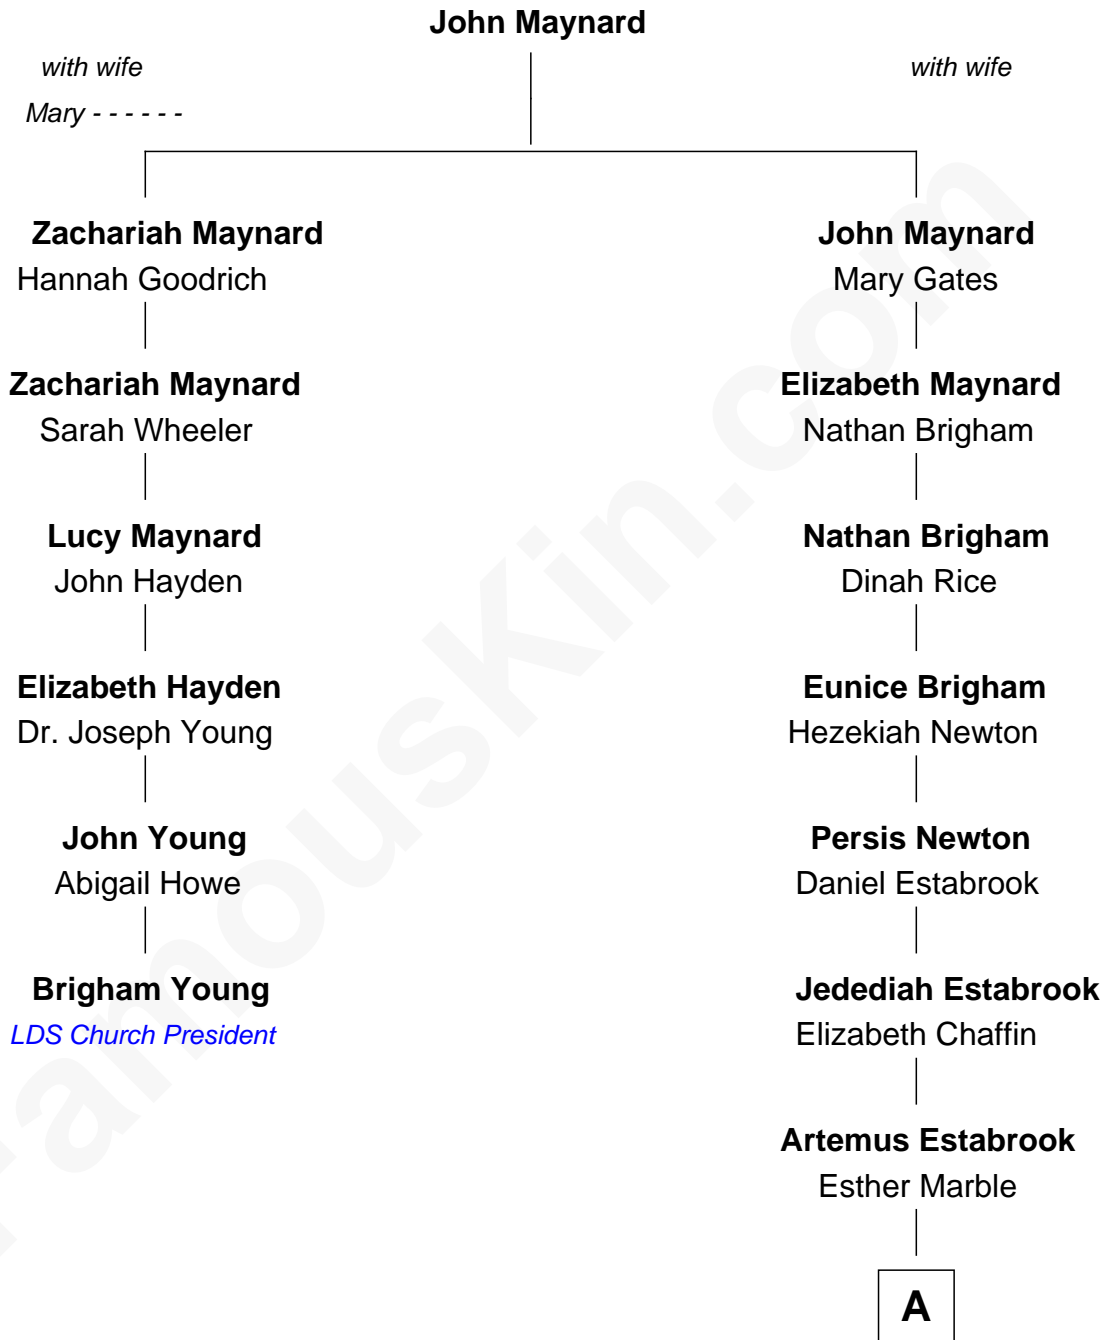 John Maynard
with wife
with wife
Mary - - - - - -
Zachariah Maynard
Hannah Goodrich
John Maynard
Mary Gates
Zachariah Maynard
Sarah Wheeler
Elizabeth Maynard
Nathan Brigham
Lucy Maynard
John Hayden
Nathan Brigham
Dinah Rice
Elizabeth Hayden
Dr. Joseph Young
Eunice Brigham
Hezekiah Newton
John Young
Abigail Howe
Persis Newton
Daniel Estabrook
Brigham Young
LDS Church President
Jedediah Estabrook
Elizabeth Chaffin
Artemus Estabrook
Esther Marble
A
FamousKin.com